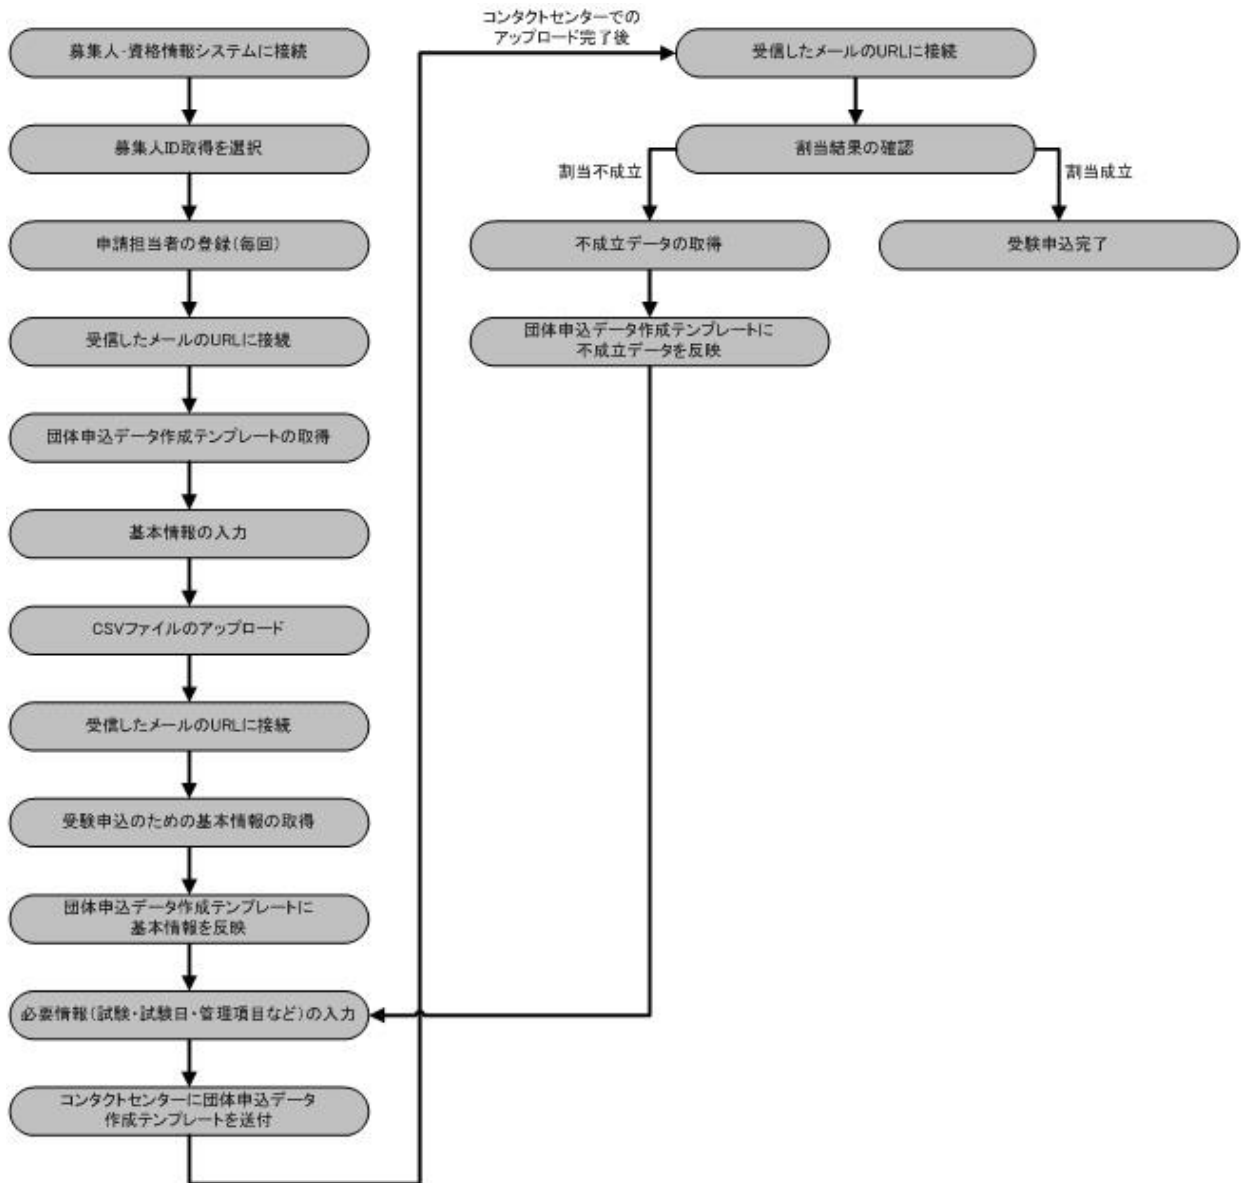 募集人・資格情報システムに接続
募集人ID取得を選択
申請担当者の登録(毎回)
受信したメールのURLに接続
団体申込データ作成テンプレートの取得
基本情報の入力
CSVファイルのアップロード
受信したメールのURLに接続
受験申込のための基本情報の取得
団体申込データ作成テンプレートに
基本情報を反映
必要情報(試験・試験日・管理項目など)の入力
コンタクトセンターに団体申込データ
作成テンプレートを送付
コンタクトセンターでの
アップロード完了後
受信したメールのURLに接続
割当結果の確認
割当不成立
割当成立
不成立データの取得
受験申込完了
団体申込データ作成テンプレートに
不成立データを反映